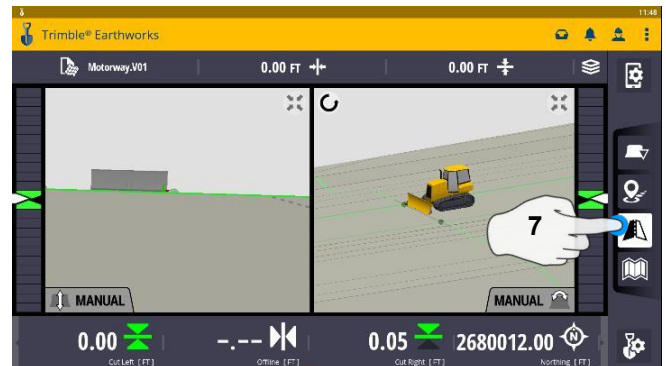 11:48
Trimble® Earthworks
Motorway.V01 0.00 FT 0.00 FT
7
MANUAL MANUAL
0.00 -.-- 0.05 2680012.00 N
Cut Left [FT] Offline [FT] Cut Right [FT] Northing [FT]